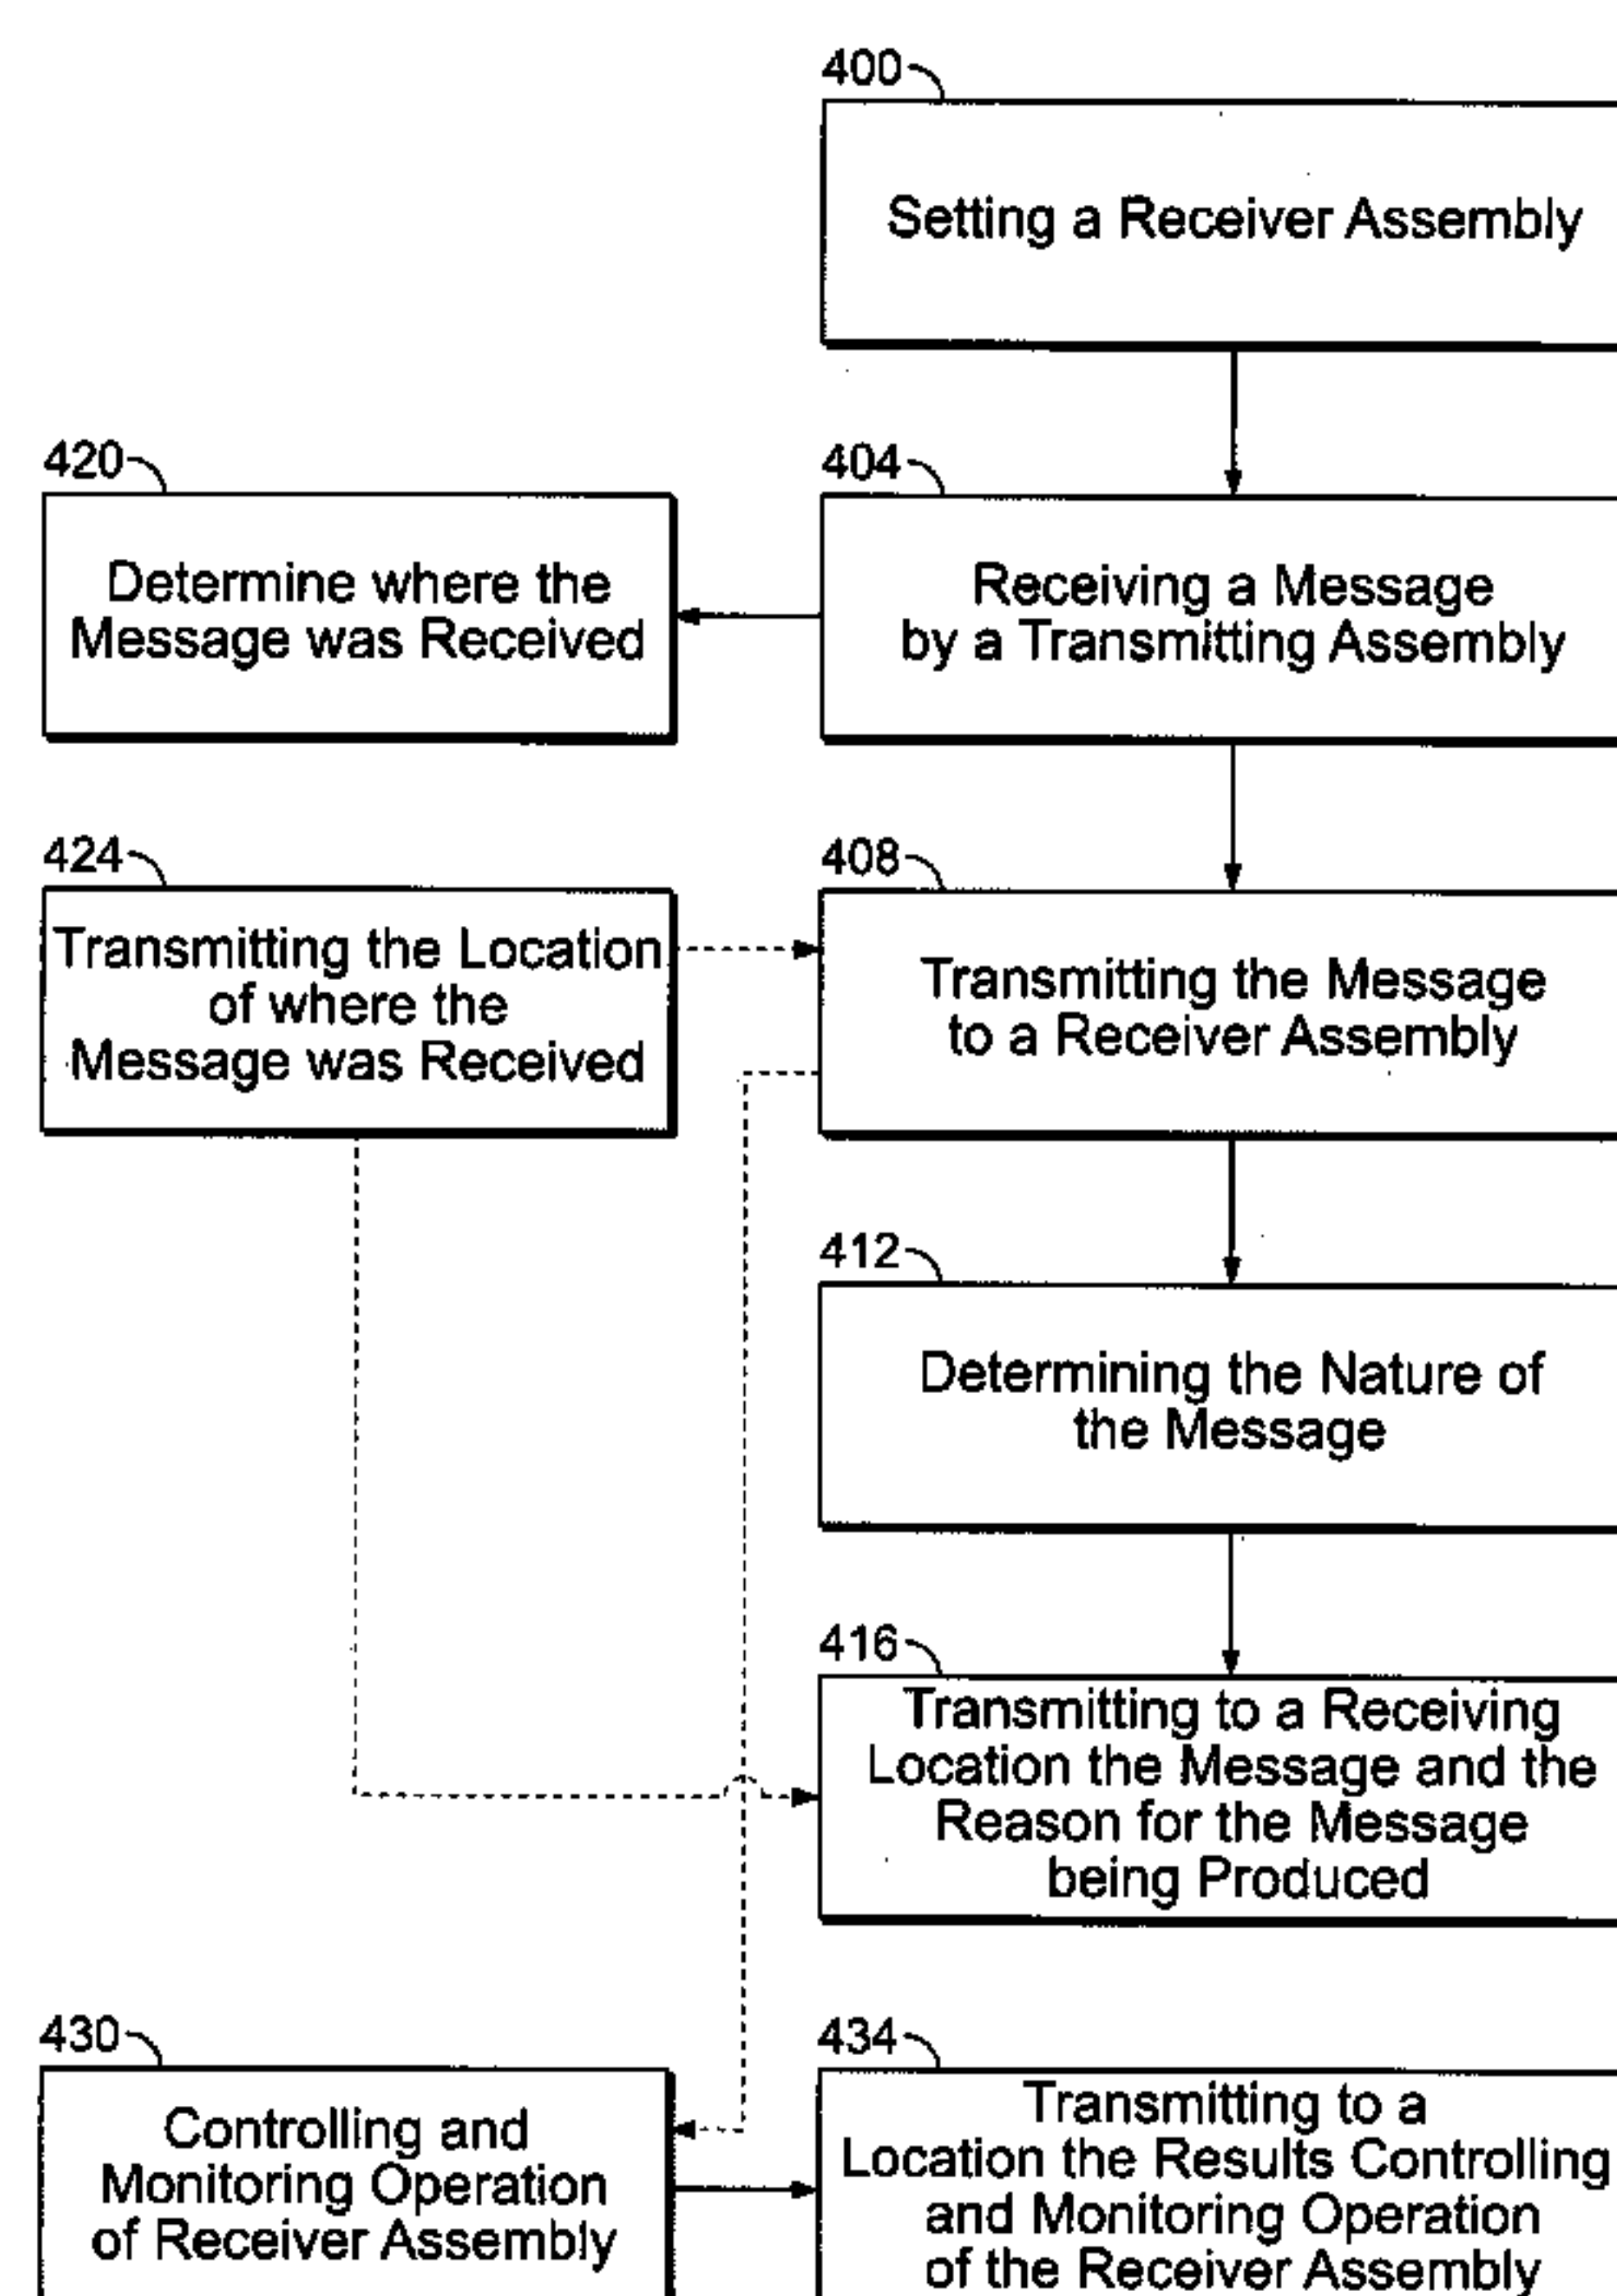 400
Setting a Receiver Assembly
420
Determine where the
Message was Received
404
Receiving a Message
by a Transmitting Assembly
424
Transmitting the Location
of where the
Message was Received
408
Transmitting the Message
to a Receiver Assembly
412
Determining the Nature of
the Message
416
Transmitting to a Receiving
Location the Message and the
Reason for the Message
being Produced
430
Controlling and
Monitoring Operation
of Receiver Assembly
434
Transmitting to a
Location the Results Controlling
and Monitoring Operation
of the Receiver Assembly